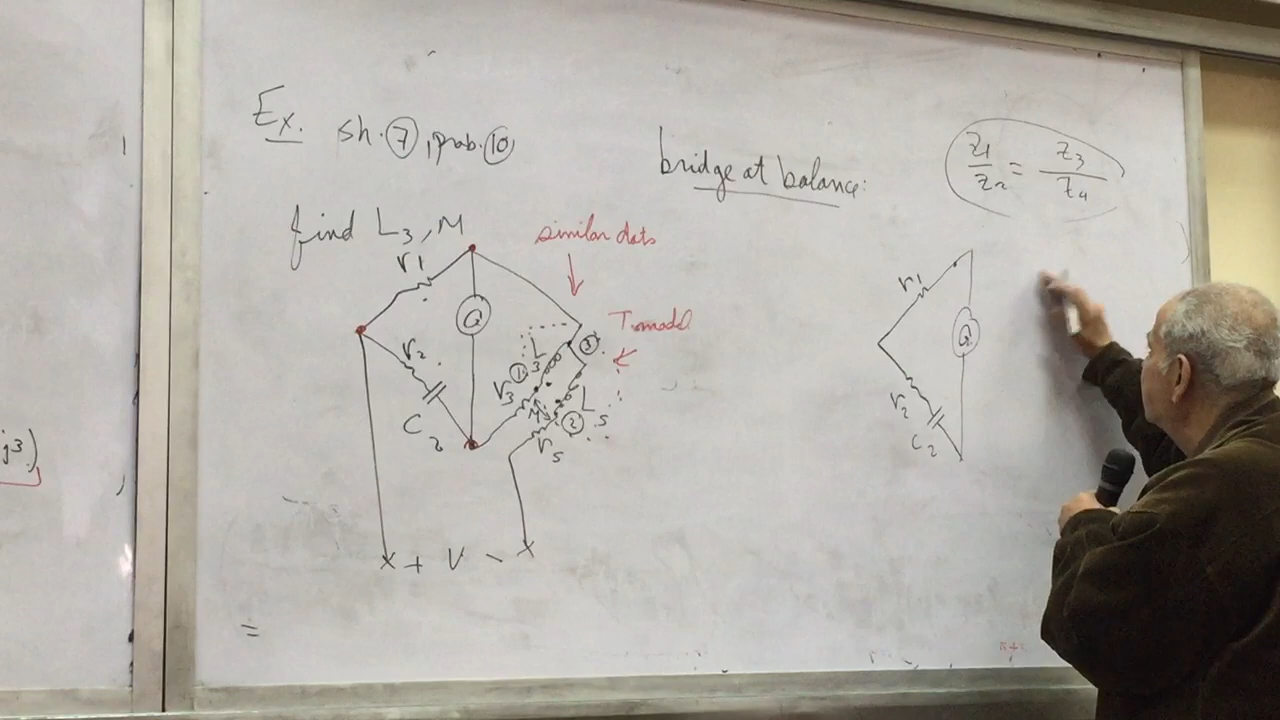 Ex. sh. 7, prob. 10
bridge at balance:
Z1/Z2 = Z3/Z4
find L3, M
similar dots
T model
r1
r2
C2
G
r3
L3
M
L5
r5
1
2
3
+ V -
r1
G
r2
C2
j3)
=